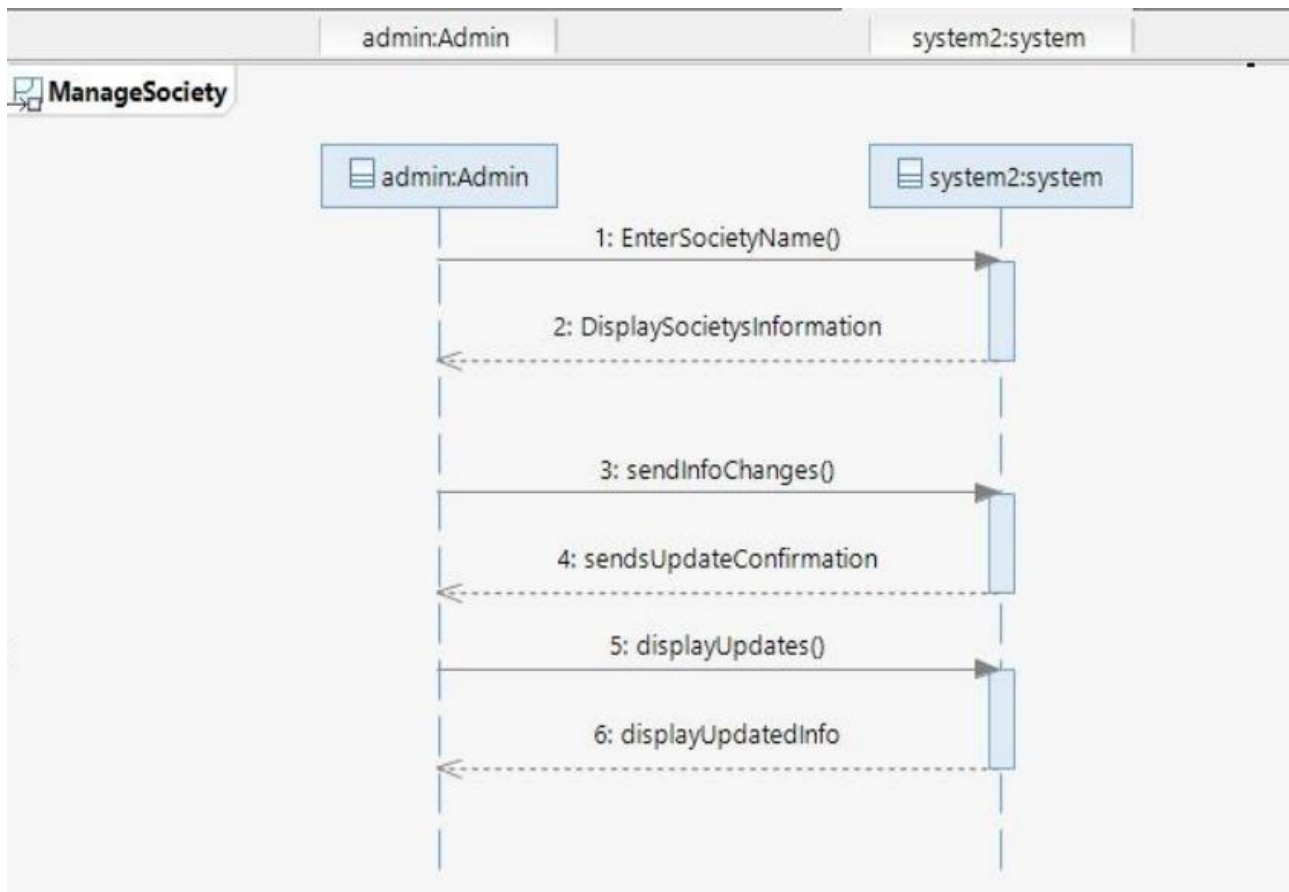 admin:Admin
system2:system
ManageSociety
admin:Admin
system2:system
1: EnterSocietyName()
2: DisplaySocietysInformation
3: sendInfoChanges()
4: sendsUpdateConfirmation
5: displayUpdates()
6: displayUpdatedInfo